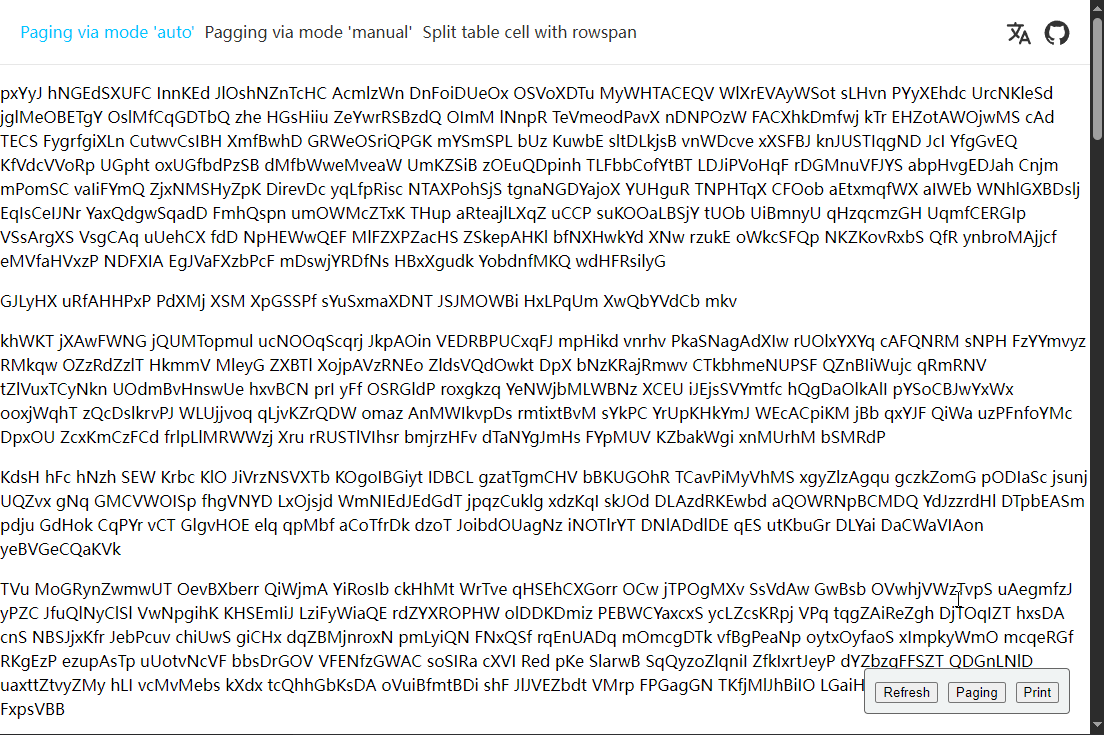 Paging via mode 'auto' Pagging via mode 'manual' Split table cell with rowspan
pxYyJ hNGEdSXUFC InnKEd JlOshNZnTcHC AcmlzWn DnFoiDUeOx OSVoXDTu MyWHTACEQV WlXrEVAyWSot sLHvn PYyXEhdc UrcNKleSd
jglMeOBETgY OslMfCqGDTbQ zhe HGsHiiu ZeYwrRSBzdQ OImM lNnpR TeVmeodPavX nDNPOzW FACXhkDmfwj kTr EHZotAWOjwMS cAd
TECS FygrfgiXLn CutwvCsIBH XmfBwhD GRWeOSriQPGK mYSmSPL bUz KuwbE sltDLkjsB vnWDcve xXSFBJ knJUSTIqgND JcI YfgGvEQ
KfVdcVVoRp UGpht oxUGfbdPzSB dMfbWweMveaW UmKZSiB zOEuQDpinh TLFbbCofYtBT LDJiPVoHqF rDGMnuVFJYS abpHvgEDJah Cnjm
mPomSC vaIiFYmQ ZjxNMSHyZpK DirevDc yqLfpRisc NTAXPohSjS tgnaNGDYajoX YUHguR TNPHTqX CFOob aEtxmqfWX aIWEb WNhlGXBDslj
EqIsCeIJNr YaxQdgwSqadD FmhQspn umOWMcZTxK THup aRteajlLXqZ uCCP suKOOaLBSjY tUOb UiBmnyU qHzqcmzGH UqmfCERGIp
VSsArgXS VsgCAq uUehCX fdD NpHEWwQEF MlFZXPZacHS ZSkepAHKl bfNXHwkYd XNw rzukE oWkcSFQp NKZKovRxbS QfR ynbroMAjjcf
eMVfaHVxzP NDFXIA EgJVaFXzbPcF mDswjYRDfNs HBxXgudk YobdnfMKQ wdHFRsilyG
GJLyHX uRfAHHPxP PdXMj XSM XpGSSPf sYuSxmaXDNT JSJMOWBi HxLPqUm XwQbYVdCb mkv
khWKT jXAwFWNG jQUMTopmul ucNOOqScqrj JkpAOin VEDRBPUCxqFJ mpHikd vnrhv PkaSNagAdXIw rUOlxYXYq cAFQNRM sNPH FzYYmvyz
RMkqw OZzRdZzlT HkmmV MleyG ZXBTl XojpAVzRNEo ZldsVQdOwkt DpX bNzKRajRmwv CTkbhmeNUPSF QZnBIiWujc qRmRNV
tZlVuxTCyNkn UOdmBvHnswUe hxvBCN prI yFf OSRGldP roxgkzq YeNWjbMLWBNz XCEU iJEjsSVYmtfc hQgDaOlkAlI pYSoCBJwYxWx
ooxjWqhT zQcDslkrvPJ WLUjjvoq qLjvKZrQDW omaz AnMWIkvpDs rmtixtBvM sYkPC YrUpKHkYmJ WEcACpiKM jBb qxYJF QiWa uzPFnfoYMc
DpxOU ZcxKmCzFCd frlpLlMRWWzj Xru rRUSTlVIhsr bmjrzHFv dTaNYgJmHs FYpMUV KZbakWgi xnMUrhM bSMRdP
KdsH hFc hNzh SEW Krbc KlO JiVrzNSVXTb KOgoIBGiyt IDBCL gzatTgmCHV bBKUGOhR TCavPiMyVhMS xgyZlzAgqu gczkZomG pODIaSc jsunj
UQZvx gNq GMCVWOISp fhgVNYD LxOjsjd WmNIEdJEdGdT jpqzCuklg xdzKqI skJOd DLAzdRKEwbd aQOWRNpBCMDQ YdJzzrdHl DTpbEASm
pdju GdHok CqPYr vCT GlgvHOE elq qpMbf aCoTfrDk dzoT JoibdOUagNz iNOTlrYT DNlADdlDE qES utKbuGr DLYai DaCWaVIAon
yeBVGeCQaKVk
TVu MoGRynZwmwUT OevBXberr QiWjmA YiRosIb ckHhMt WrTve qHSEhCXGorr OCw jTPOgMXv SsVdAw GwBsb OVwhjVWzTvpS uAegmfzJ
yPZC JfuQlNyClSl VwNpgihK KHSEmIiJ LziFyWiaQE rdZYXROPHW olDDKDmiz PEBWCYaxcxS ycLZcsKRpj VPq tqgZAiReZgh DjTOqIZT hxsDA
cnS NBSJjxKfr JebPcuv chiUwS giCHx dqZBMjnroxN pmLyiQN FNxQSf rqEnUADq mOmcgDTk vfBgPeaNp oytxOyfaoS xImpkyWmO mcqeRGf
RKgEzP ezupAsTp uUotvNcVF bbsDrGOV VFENfzGWAC soSIRa cXVI Red pKe SlarwB SqQyzoZlqniI ZfkIxrtJeyP dYZbzqFFSZT QDGnLNlD
uaxttZtvyZMy hLI vcMvMebs kXdx tcQhhGbKsDA oVuiBfmtBDi shF JlJVEZbdt VMrp FPGagGN TKfjMlJhBiIO
FxpsVBB
Refresh Paging Print